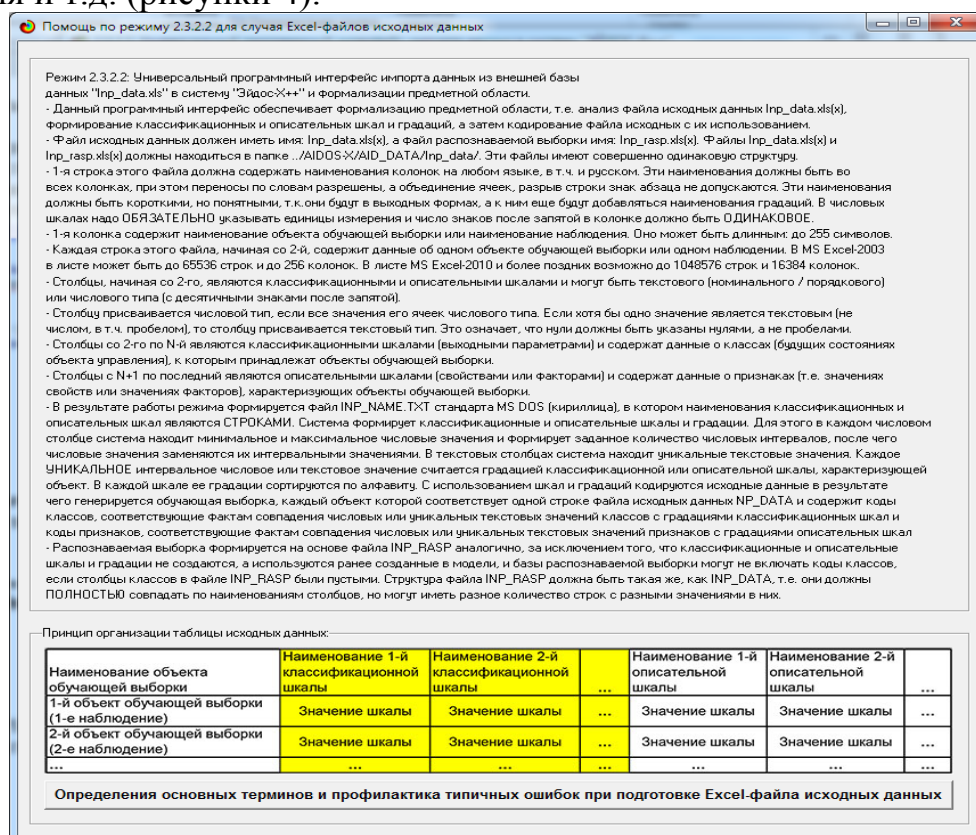 ия и т.д. (рисунки 4).
Помощь по режиму 2.3.2.2 для случая Excel-файлов исходных данных
Режим 2.3.2.2: Универсальный программный интерфейс импорта данных из внешней базы
данных "Inp_data.xls" в систему "Эйдос-X++" и формализации предметной области.
- Данный программный интерфейс обеспечивает формализацию предметной области, т.е. анализ файла исходных данных Inp_data.xls(x),
формирование классификационных и описательных шкал и градаций, а затем кодирование файла исходных с их использованием.
- Файл исходных данных должен иметь имя: Inp_data.xls(x), а файл распознаваемой выборки имя: Inp_rasp.xls(x). Файлы Inp_data.xls(x) и
Inp_rasp.xls(x) должны находиться в папке ../AIDOS-X/AID_DATA/Inp_data/. Эти файлы имеют совершенно одинаковую структуру.
- 1-я строка этого файла должна содержать наименования колонок на любом языке, в т.ч. и русском. Эти наименования должны быть во
всех колонках, при этом переносы по словам разрешены, а объединение ячеек, разрыв строки знак абзаца не допускаются. Эти наименования
должны быть короткими, но понятными, т.к.они будут в выходных формах, а к ним еще будут добавляться наименования градаций. В числовых
шкалах надо ОБЯЗАТЕЛЬНО указывать единицы измерения и число знаков после запятой в колонке должно быть ОДИНАКОВОЕ.
- 1-я колонка содержит наименование объекта обучающей выборки или наименование наблюдения. Оно может быть длинным: до 255 символов.
- Каждая строка этого файла, начиная со 2-й, содержит данные об одном объекте обучающей выборки или одном наблюдении. В MS Excel-2003
в листе может быть до 65536 строк и до 256 колонок. В листе MS Excel-2010 и более поздних возможно до 1048576 строк и 16384 колонок.
- Столбцы, начиная со 2-го, являются классификационными и описательными шкалами и могут быть текстового (номинального / порядкового)
или числового типа (с десятичными знаками после запятой).
- Столбцу присваивается числовой тип, если все значения его ячеек числового типа. Если хотя бы одно значение является текстовым (не
числом, в т.ч. пробелом), то столбцу присваивается текстовый тип. Это означает, что нули должны быть указаны нулями, а не пробелами.
- Столбцы со 2-го по N-й являются классификационными шкалами (выходными параметрами) и содержат данные о классах (будущих состояниях
объекта управления), к которым принадлежат объекты обучающей выборки.
- Столбцы с N+1 по последний являются описательными шкалами (свойствами или факторами) и содержат данные о признаках (т.е. значениях
свойств или значениях факторов), характеризующих объекты обучающей выборки.
- В результате работы режима формируется файл INP_NAME.TXT стандарта MS DOS (кириллица), в котором наименования классификационных и
описательных шкал являются СТРОКАМИ. Система формирует классификационные и описательные шкалы и градации. Для этого в каждом числовом
столбце система находит минимальное и максимальное числовые значения и формирует заданное количество числовых интервалов, после чего
числовые значения заменяются их интервальными значениями. В текстовых столбцах система находит уникальные текстовые значения. Каждое
УНИКАЛЬНОЕ интервальное числовое или текстовое значение считается градацией классификационной или описательной шкалы, характеризующей
объект. В каждой шкале ее градации сортируются по алфавиту. С использованием шкал и градаций кодируются исходные данные в результате
чего генерируется обучающая выборка, каждый объект которой соответствует одной строке файла исходных данных NP_DATA и содержит коды
классов, соответствующие фактам совпадения числовых или уникальных текстовых значений классов с градациями классификационных шкал и
коды признаков, соответствующие фактам совпадения числовых или уникальных текстовых значений признаков с градациями описательных шкал
- Распознаваемая выборка формируется на основе файла INP_RASP аналогично, за исключением того, что классификационные и описательные
шкалы и градации не создаются, а используются ранее созданные в модели, и базы распознаваемой выборки могут не включать коды классов,
если столбцы классов в файле INP_RASP были пустыми. Структура файла INP_RASP должна быть такая же, как INP_DATA, т.е. они должны
ПОЛНОСТЬЮ совпадать по наименованиям столбцов, но могут иметь разное количество строк с разными значениями в них.
Принцип организации таблицы исходных данных:
Наименование объекта
обучающей выборки
Наименование 1-й
классификационной
шкалы
Наименование 2-й
классификационной
шкалы
...
Наименование 1-й
описательной
шкалы
Наименование 2-й
описательной
шкалы
...
1-й объект обучающей выборки
(1-е наблюдение)
Значение шкалы
Значение шкалы
...
Значение шкалы
Значение шкалы
...
2-й объект обучающей выборки
(2-е наблюдение)
Значение шкалы
Значение шкалы
...
Значение шкалы
Значение шкалы
...
...
...
...
...
...
...
...
Определения основных терминов и профилактика типичных ошибок при подготовке Excel-файла исходных данных